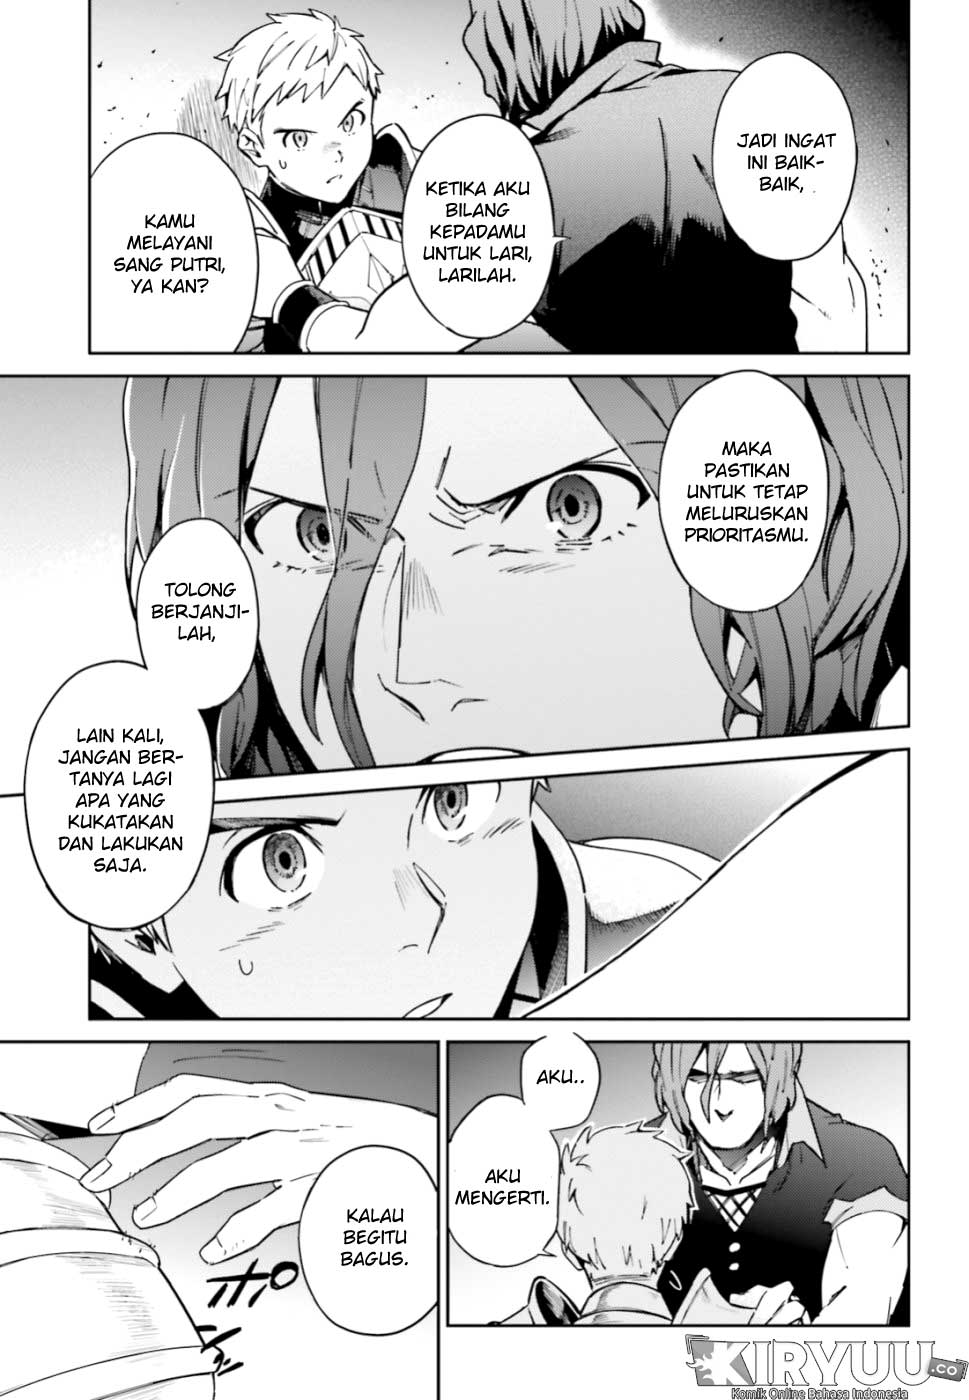 JADI INGAT
INI BAIK-
BAIK,
KETIKA AKU
BILANG
KEPADAMU
UNTUK LARI,
LARILAH.
KAMU
MELAYANI
SANG PUTRI,
YA KAN?
MAKA
PASTIKAN
UNTUK TETAP
MELURUSKAN
PRIORITASMU.
TOLONG
BERJANJI-
LAH,
LAIN KALI,
JANGAN BER-
TANYA LAGI
APA YANG
KUKATAKAN
DAN LAKUKAN
SAJA.
AKU..
AKU
MENGERTI.
KALAU
BEGITU
BAGUS.
ポポ
KIRYUU.co
Komik Online Bahasa Indonesia